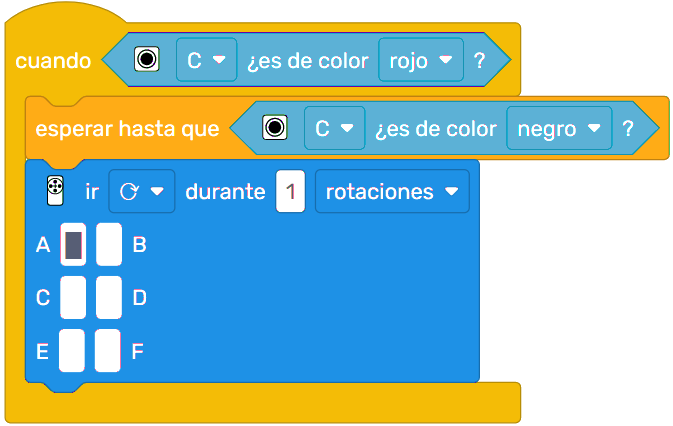 cuando C ¿es de color rojo ?
esperar hasta que C ¿es de color negro ?
ir durante 1 rotaciones
A B
C D
E F